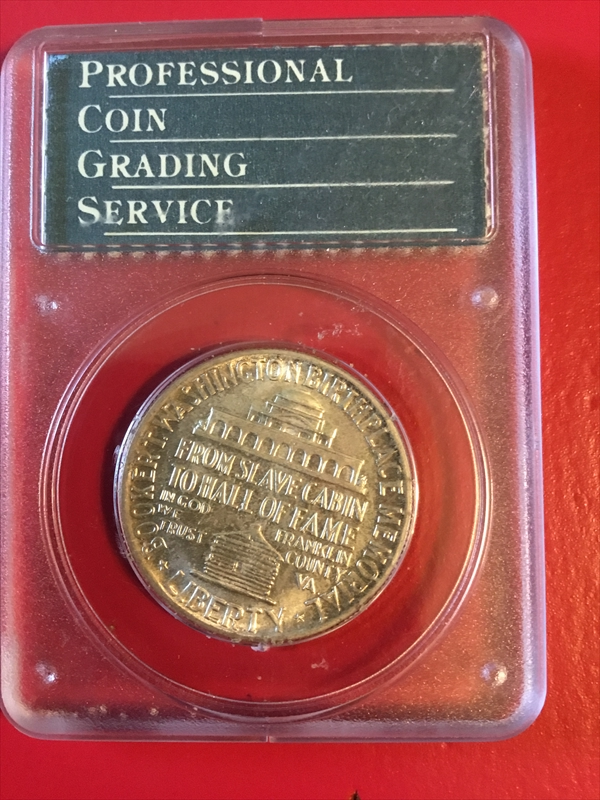 PROFESSIONAL
COIN
GRADING
SERVICE
BOOKER T. WASHINGTON BIRTHPLACE MEMORIAL
FROM SLAVE CABIN
TO HALL OF FAME
IN GOD
WE
TRUST
FRANKLIN
COUNTY
VA
LIBERTY